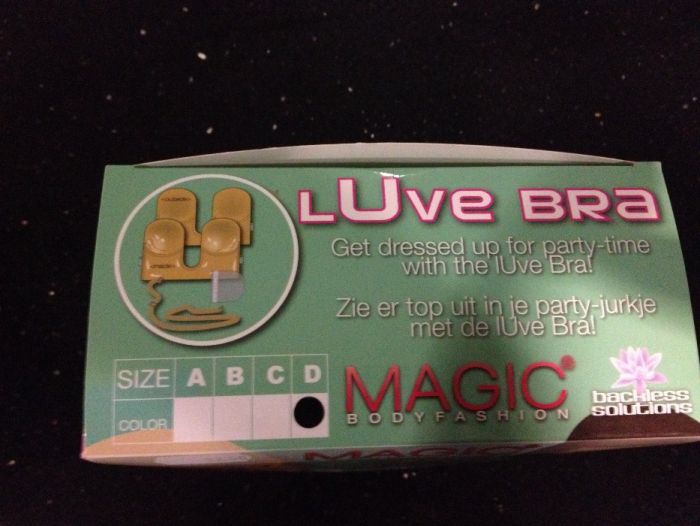 LUve BRa
Get dressed up for party-time
with the lUve Bra!
Zie er top uit in je party-jurkje
met de lUve Bra!
SIZE A B C D
COLOR
MAGIC®
BODYFASHION
backless
solutions
MAGIC